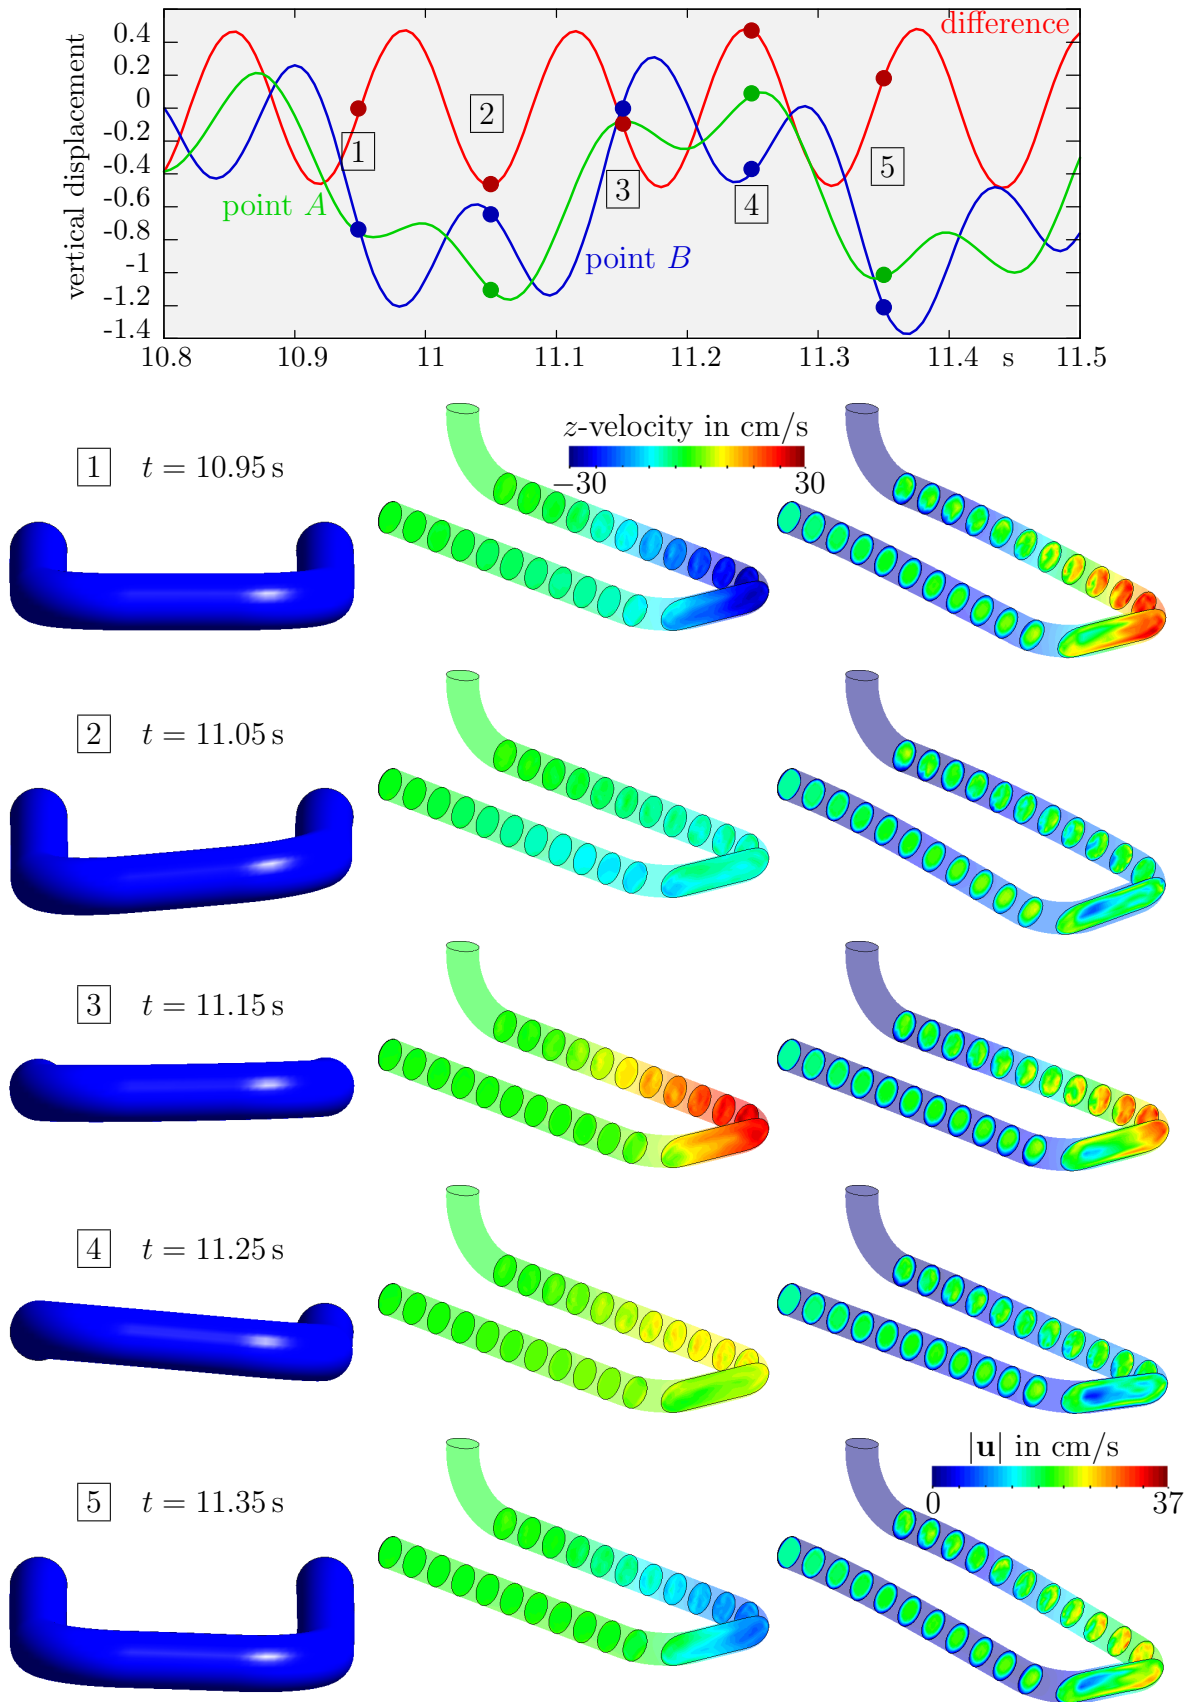 difference
vertical displacement
0.4
0.2
0
-0.2
-0.4
-0.6
-0.8
-1
-1.2
-1.4
1
2
3
4
5
point A
point B
10.8 10.9 11 11.1 11.2 11.3 11.4 s 11.5
z-velocity in cm/s
−30 30
1 t = 10.95 s
2 t = 11.05 s
3 t = 11.15 s
4 t = 11.25 s
|u| in cm/s
0 37
5 t = 11.35 s